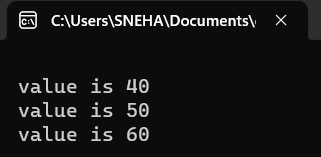 C:\Users\SNEHA\Documents\
value is 40
value is 50
value is 60